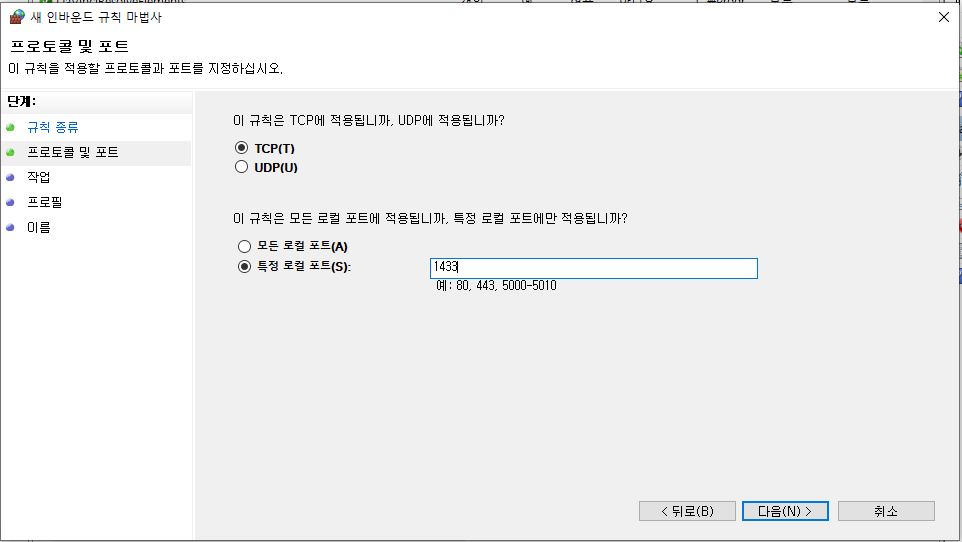 새 인바운드 규칙 마법사
프로토콜 및 포트
이 규칙을 적용할 프로토콜과 포트를 지정하십시오.
단계:
규칙 종류
프로토콜 및 포트
작업
프로필
이름
이 규칙은 TCP에 적용됩니까, UDP에 적용됩니까?
TCP(T)
UDP(U)
이 규칙은 모든 로컬 포트에 적용됩니까, 특정 로컬 포트에만 적용됩니까?
모든 로컬 포트(A)
특정 로컬 포트(S): 1433
예: 80, 443, 5000-5010
< 뒤로(B) 다음(N) > 취소